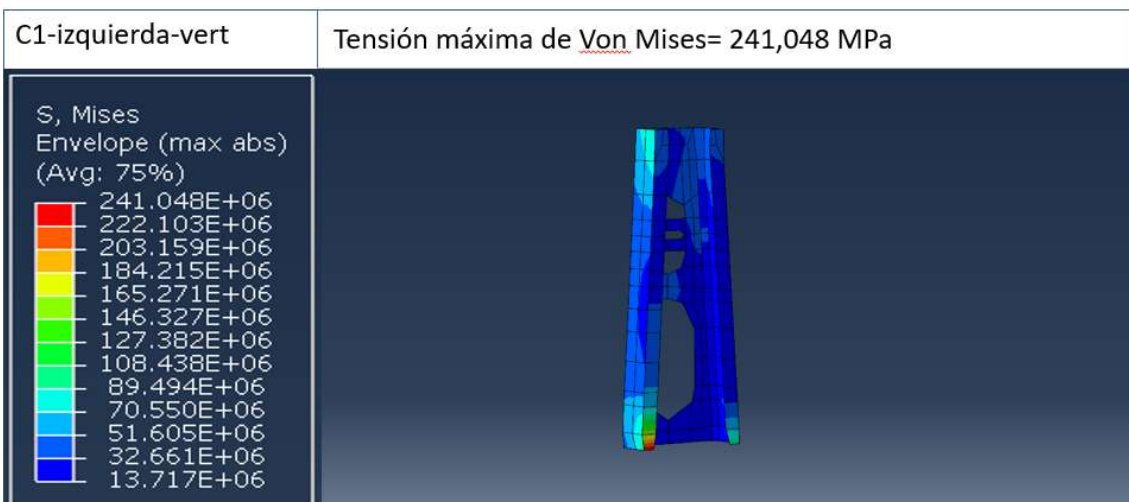 C1-izquierda-vert
Tensión máxima de Von Mises= 241,048 MPa
S, Mises
Envelope (max abs)
(Avg: 75%)
241.048E+06
222.103E+06
203.159E+06
184.215E+06
165.271E+06
146.327E+06
127.382E+06
108.438E+06
89.494E+06
70.550E+06
51.605E+06
32.661E+06
13.717E+06